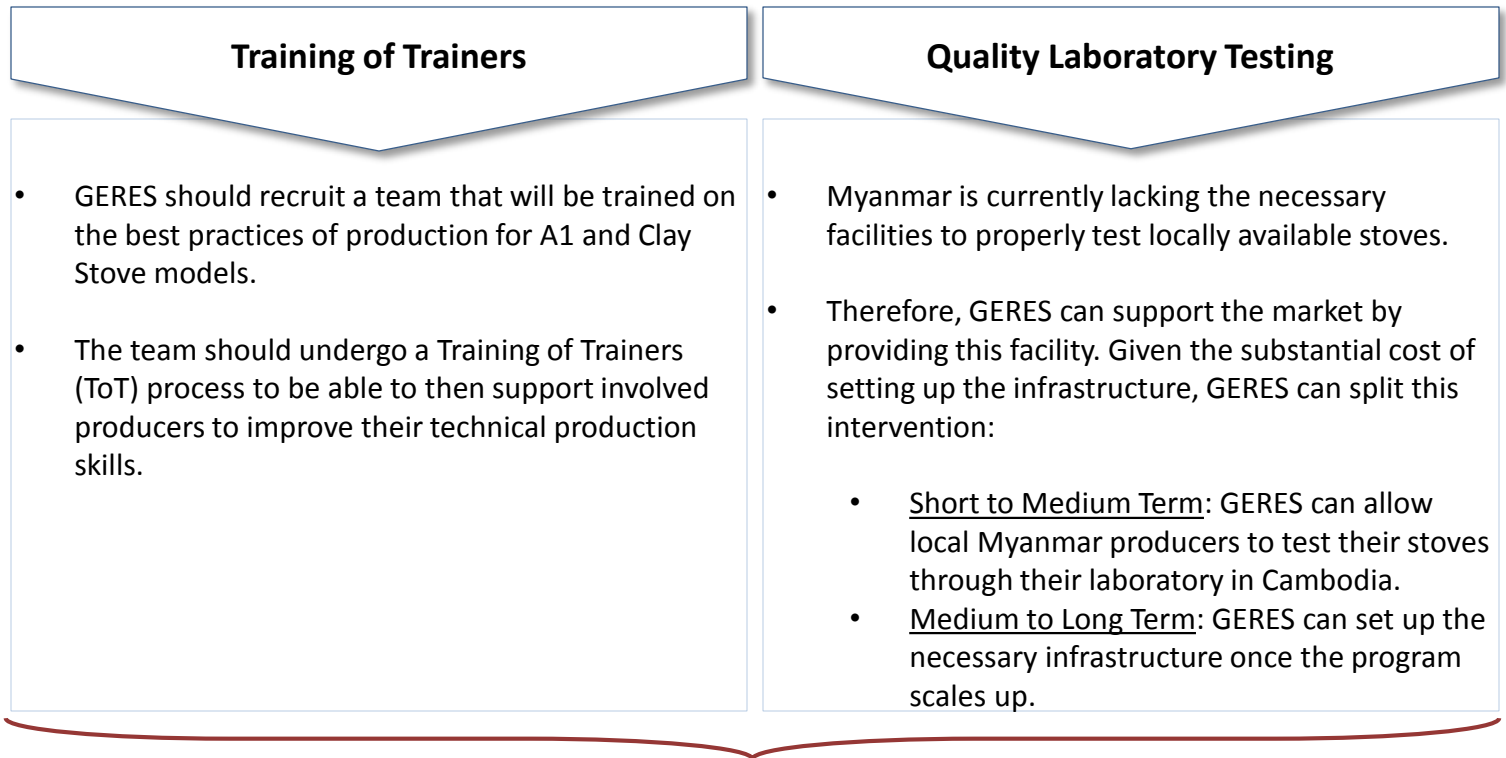 Training of Trainers
• GERES should recruit a team that will be trained on
the best practices of production for A1 and Clay
Stove models.
• The team should undergo a Training of Trainers
(ToT) process to be able to then support involved
producers to improve their technical production
skills.
Quality Laboratory Testing
• Myanmar is currently lacking the necessary
facilities to properly test locally available stoves.
• Therefore, GERES can support the market by
providing this facility. Given the substantial cost of
setting up the infrastructure, GERES can split this
intervention:
• Short to Medium Term: GERES can allow
local Myanmar producers to test their stoves
through their laboratory in Cambodia.
• Medium to Long Term: GERES can set up the
necessary infrastructure once the program
scales up.